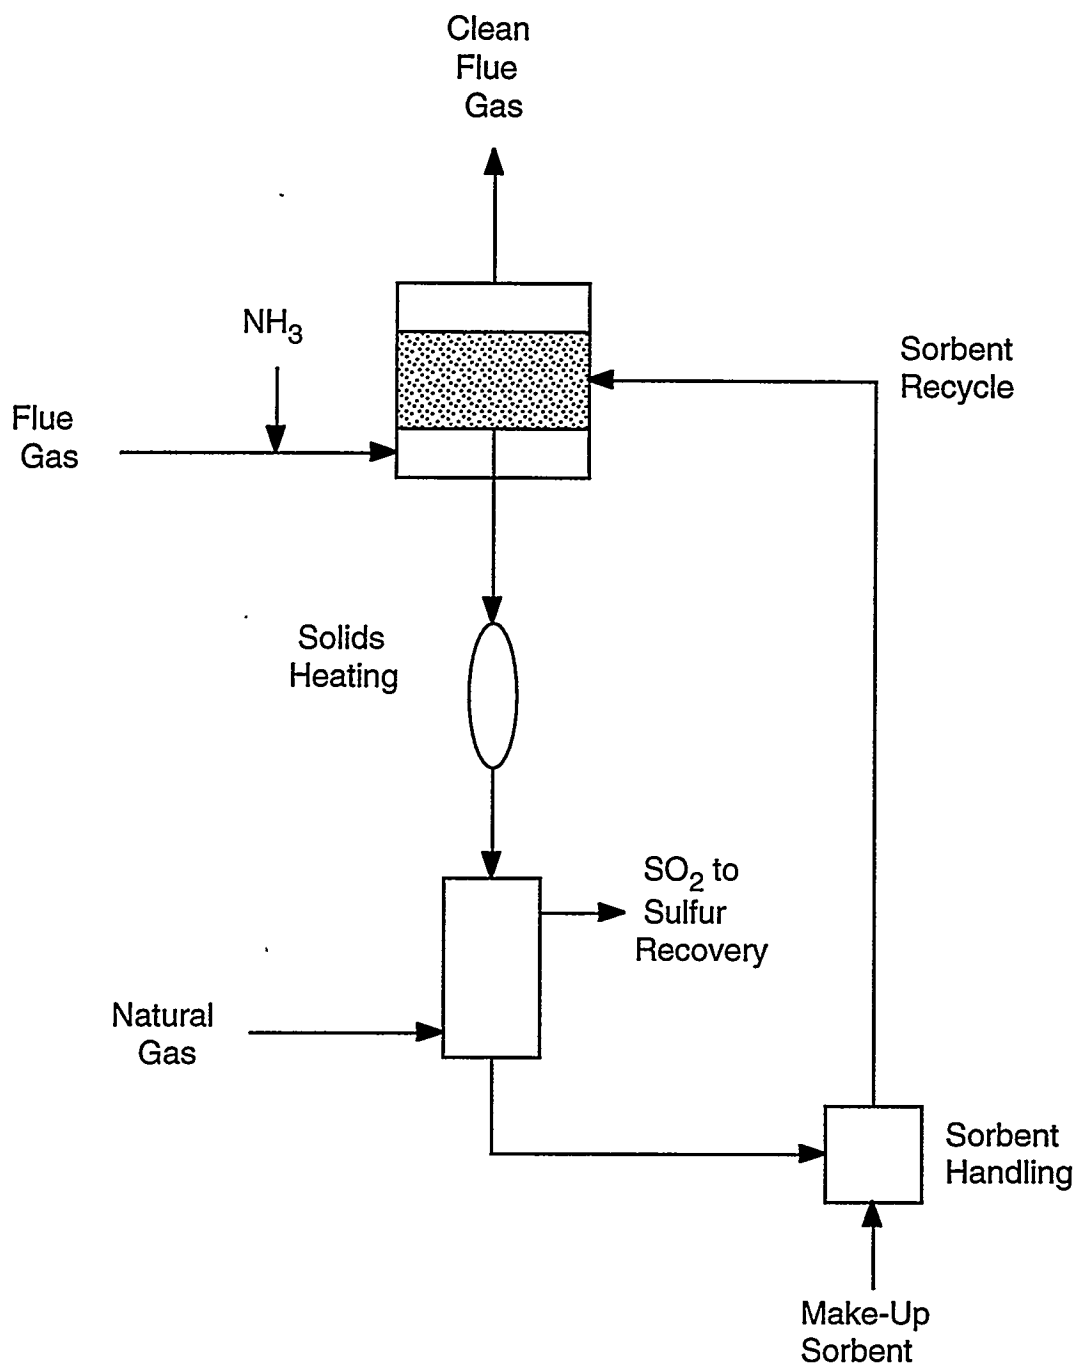 Clean
Flue
Gas
NH3
Sorbent
Recycle
Flue
Gas
Solids
Heating
SO2 to
Sulfur
Recovery
Natural
Gas
Sorbent
Handling
Make-Up
Sorbent